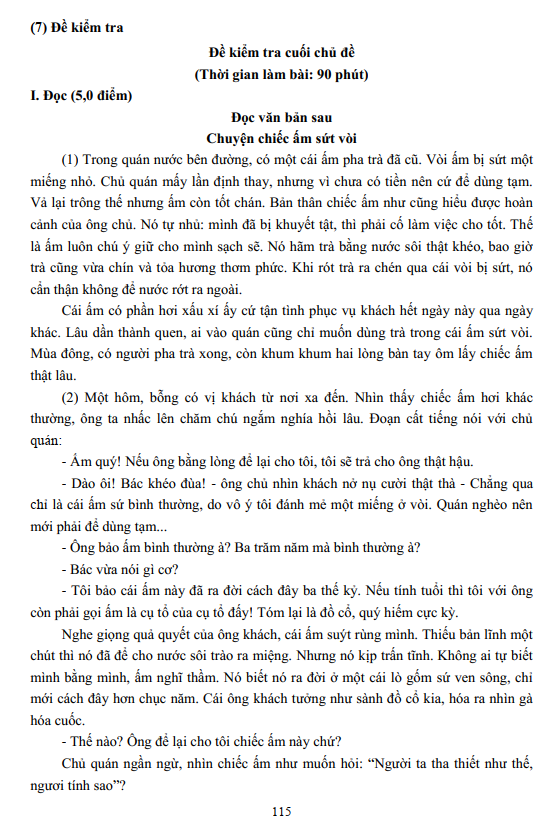 (7) Đề kiểm tra
Đề kiểm tra cuối chủ đề
(Thời gian làm bài: 90 phút)
I. Đọc (5,0 điểm)
Đọc văn bản sau
Chuyện chiếc ấm sứt vòi
(1) Trong quán nước bên đường, có một cái ấm pha trà đã cũ. Vòi ấm bị sứt một
miếng nhỏ. Chủ quán mấy lần định thay, nhưng vì chưa có tiền nên cứ để dùng tạm.
Vả lại trông thế nhưng ấm còn tốt chán. Bản thân chiếc ấm như cũng hiểu được hoàn
cảnh của ông chủ. Nó tự nhủ: mình đã bị khuyết tật, thì phải cố làm việc cho tốt. Thế
là ấm luôn chú ý giữ cho mình sạch sẽ. Nó hãm trà bằng nước sôi thật khéo, bao giờ
trà cũng vừa chín và tỏa hương thơm phức. Khi rót trà ra chén qua cái vòi bị sứt, nó
cẩn thận không để nước rớt ra ngoài.
Cái ấm có phần hơi xấu xí ấy cứ tận tình phục vụ khách hết ngày này qua ngày
khác. Lâu dần thành quen, ai vào quán cũng chỉ muốn dùng trà trong cái ấm sứt vòi.
Mùa đông, có người pha trà xong, còn khum khum hai lòng bàn tay ôm lấy chiếc ấm
thật lâu.
(2) Một hôm, bỗng có vị khách từ nơi xa đến. Nhìn thấy chiếc ấm hơi khác
thường, ông ta nhấc lên chăm chú ngắm nghía hồi lâu. Đoạn cất tiếng nói với chủ
quán:
- Ấm quý! Nếu ông bằng lòng để lại cho tôi, tôi sẽ trả cho ông thật hậu.
- Dào ôi! Bác khéo đùa! - ông chủ nhìn khách nở nụ cười thật thà - Chẳng qua
chỉ là cái ấm sứ bình thường, do vô ý tôi đánh mẻ một miếng ở vòi. Quán nghèo nên
mới phải để dùng tạm...
- Ông bảo ấm bình thường à? Ba trăm năm mà bình thường à?
- Bác vừa nói gì cơ?
- Tôi bảo cái ấm này đã ra đời cách đây ba thế kỷ. Nếu tính tuổi thì tôi với ông
còn phải gọi ấm là cụ tổ của cụ tổ đấy! Tóm lại là đồ cổ, quý hiếm cực kỳ.
Nghe giọng quả quyết của ông khách, cái ấm suýt rùng mình. Thiếu bản lĩnh một
chút thì nó đã để cho nước sôi trào ra miệng. Nhưng nó kịp trấn tĩnh. Không ai tự biết
mình bằng mình, ấm nghĩ thầm. Nó biết nó ra đời ở một cái lò gốm sứ ven sông, chỉ
mới cách đây hơn chục năm. Cái ông khách tưởng như sành đồ cổ kia, hóa ra nhìn gà
hóa cuốc.
- Thế nào? Ông để lại cho tôi chiếc ấm này chứ?
Chủ quán ngần ngừ, nhìn chiếc ấm như muốn hỏi: “Người ta tha thiết như thế,
ngươi tính sao”?
115